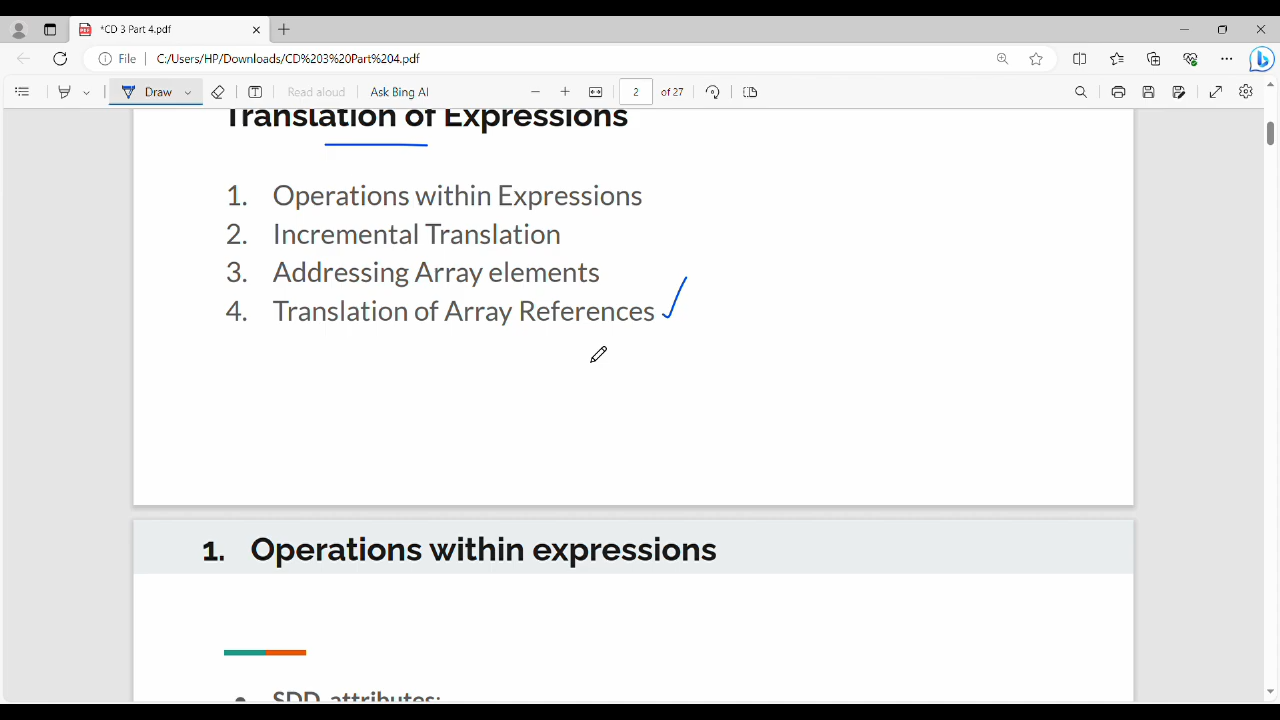 *CD 3 Part 4.pdf
File
C:/Users/HP/Downloads/CD%203%20Part%204.pdf
Draw
Read aloud
Ask Bing AI
2
of 27
Translation of Expressions
1. Operations within Expressions
2. Incremental Translation
3. Addressing Array elements
4. Translation of Array References
1. Operations within expressions
• SDD attributes: